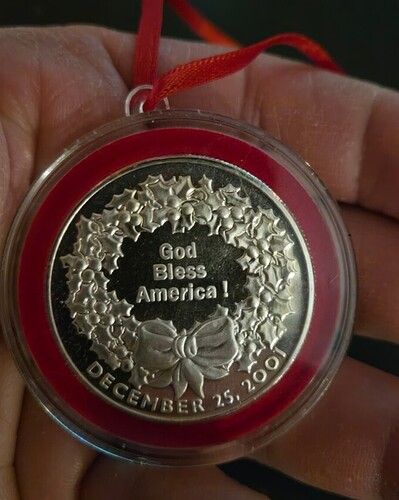 God
Bless
America !
DECEMBER 25, 2001